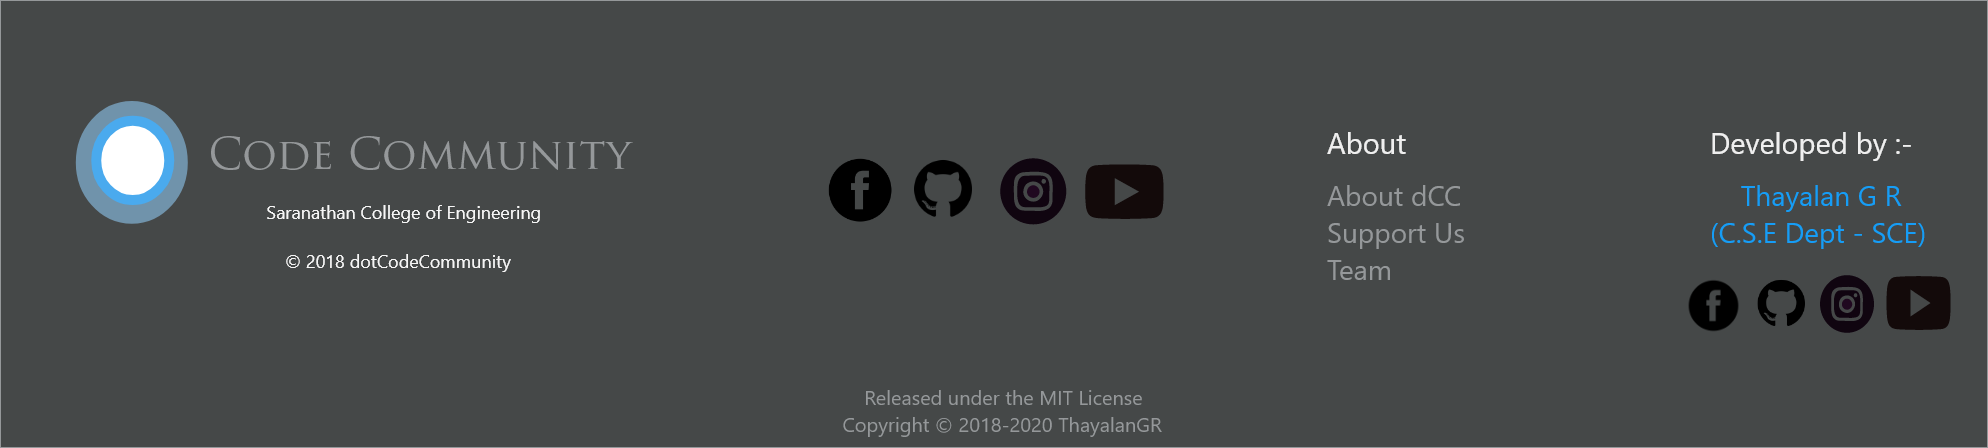 Code Community
Saranathan College of Engineering
© 2018 dotCodeCommunity
About
About dCC
Support Us
Team
Developed by :-
Thayalan G R
(C.S.E Dept - SCE)
Released under the MIT License
Copyright © 2018-2020 ThayalanGR